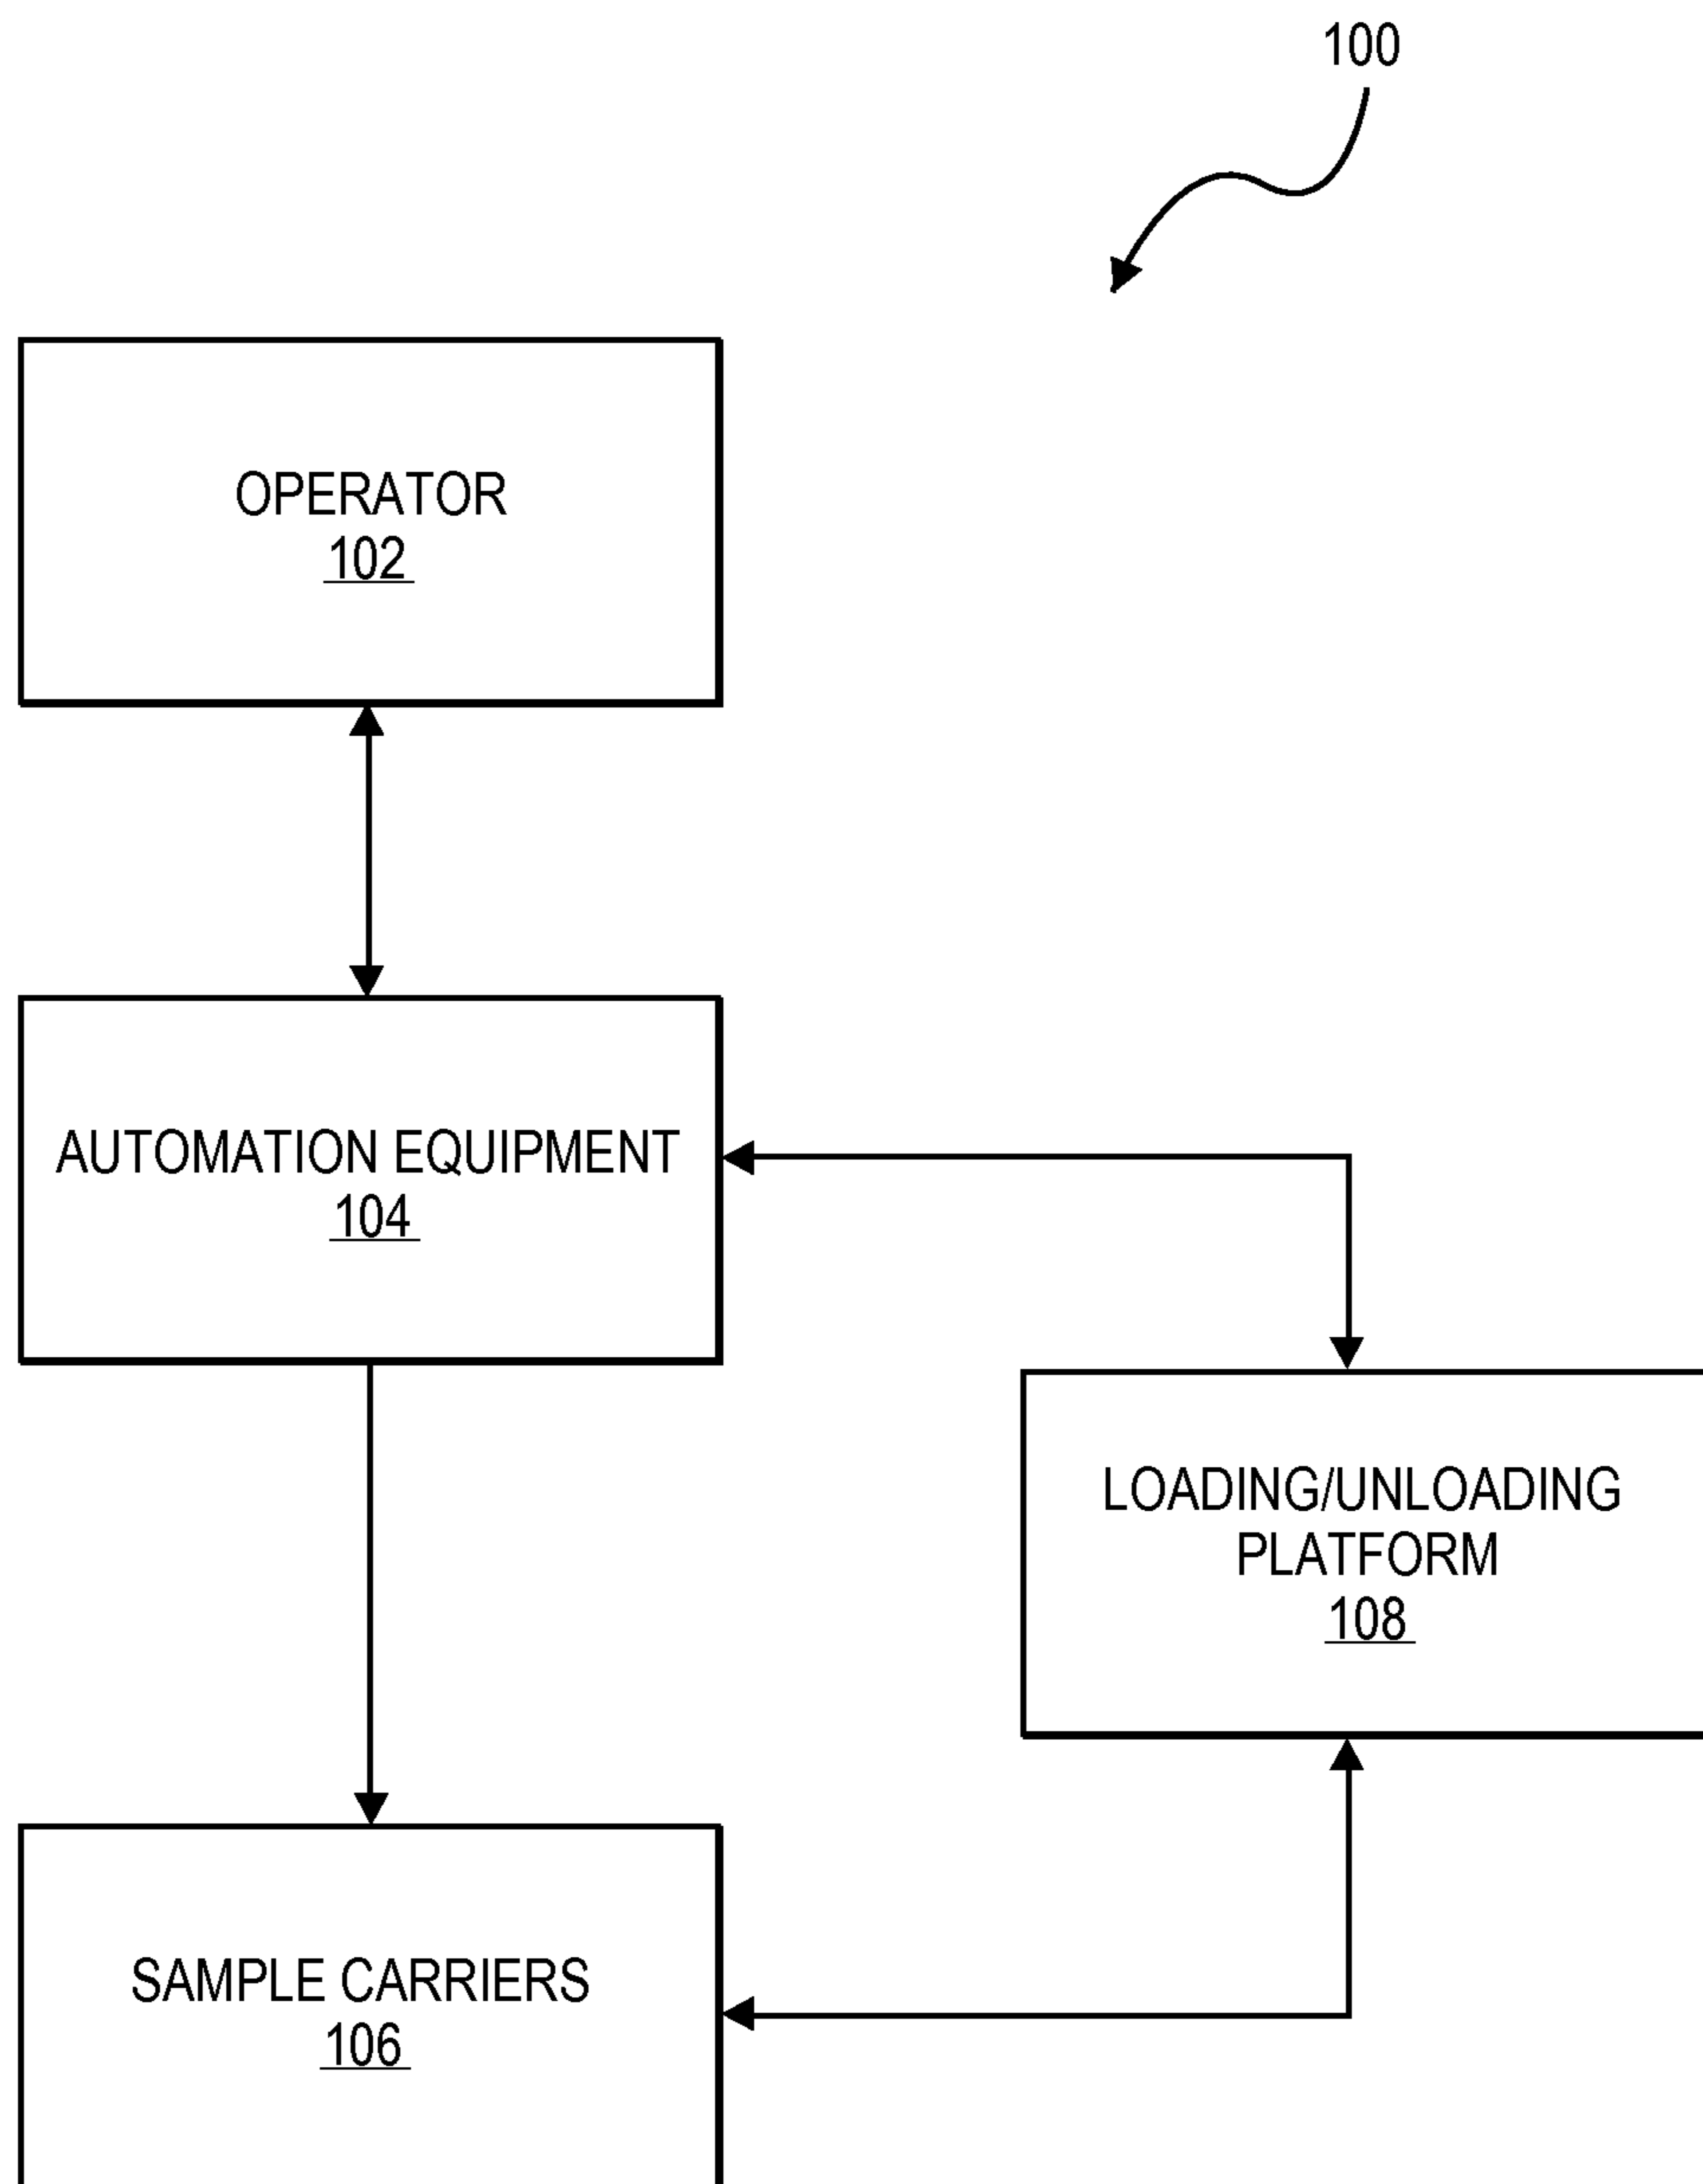 100
OPERATOR
102
AUTOMATION EQUIPMENT
104
LOADING/UNLOADING
PLATFORM
108
SAMPLE CARRIERS
106